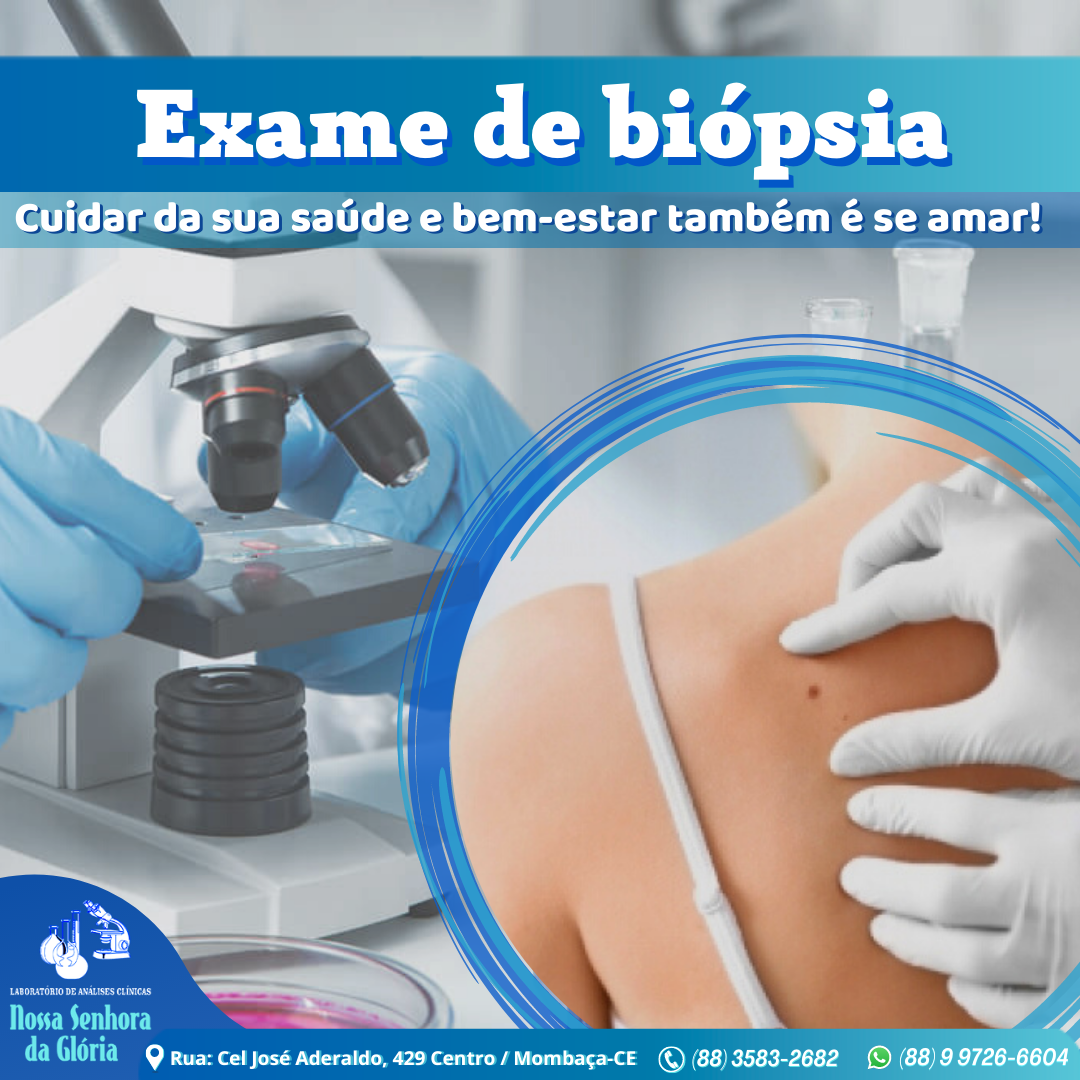 Exame de biópsia
Cuidar da sua saúde e bem-estar também é se amar!
LABORATÓRIO DE ANÁLISES CLÍNICAS
Nossa Senhora
da Glória
Rua: Cel José Aderaldo, 429 Centro / Mombaça-CE
(88) 3583-2682
(88) 9 9726-6604